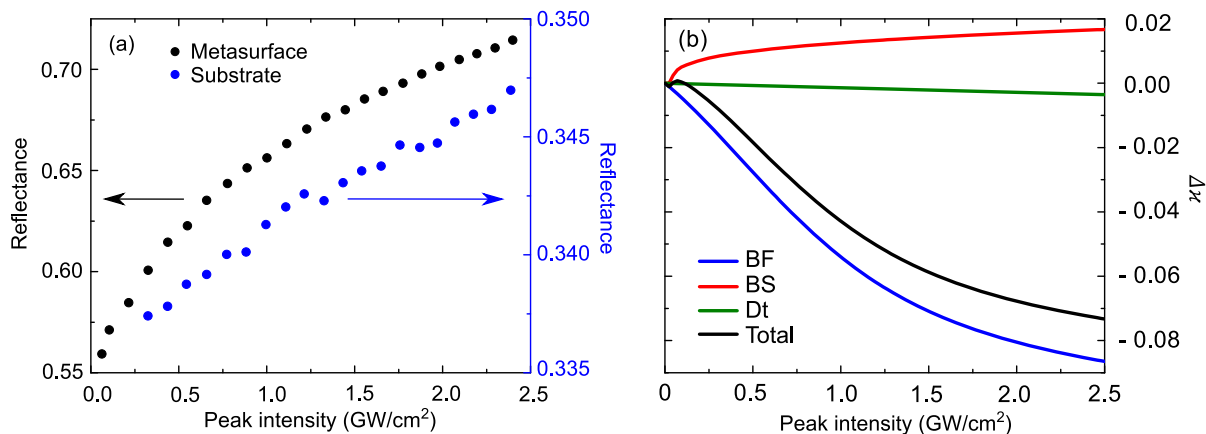 (a)
Metasurface
Substrate
Reflectance
0.70
0.65
0.60
0.55
0.0 0.5 1.0 1.5 2.0 2.5
Peak intensity (GW/cm²)
0.350
0.345
0.340
0.335
Reflectance
(b)
BF
BS
Dt
Total
0.0 0.5 1.0 1.5 2.0 2.5
Peak intensity (GW/cm²)
0.02
0.00
- 0.02
- 0.04
- 0.06
- 0.08
Δϰ